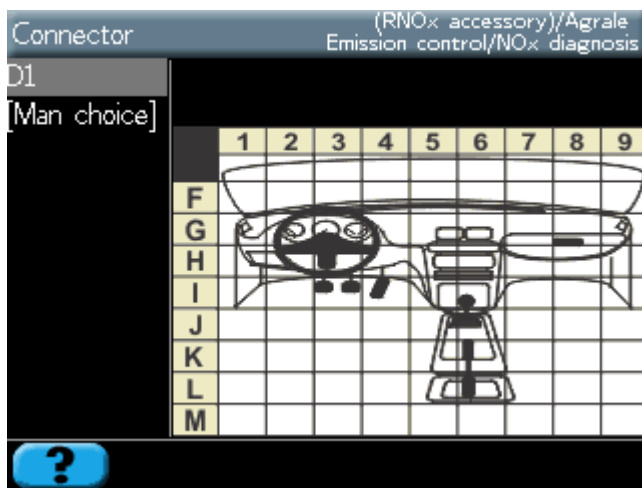 Connector
(RNOx accessory)/Agrale
Emission control/NOx diagnosis
D1
[Man choice]
1 2 3 4 5 6 7 8 9
F
G
H
I
J
K
L
M
?